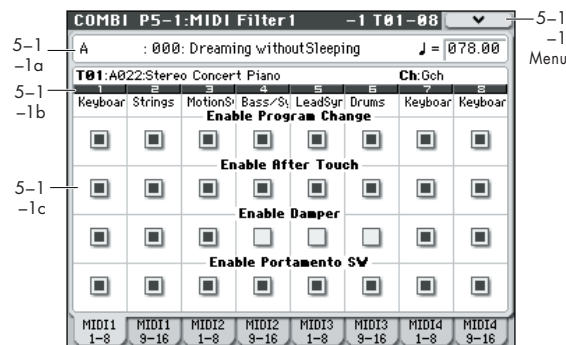 COMBI P5-1:MIDI Filter1 -1 T01-08
5-1
-1
Menu
5-1
-1a
A :000: Dreaming withoutSleeping ♩= 078.00
T01:A022:Stereo Concert Piano Ch:Gch
5-1
-1b
1 2 3 4 5 6 7 8
Keyboar Strings MotionS Bass/Sy LeadSyr Drums Keyboar Keyboar
Enable Program Change
Enable After Touch
5-1
-1c
Enable Damper
Enable Portamento SW
MIDI1 MIDI1 MIDI2 MIDI2 MIDI3 MIDI3 MIDI4 MIDI4
1-8 9-16 1-8 9-16 1-8 9-16 1-8 9-16